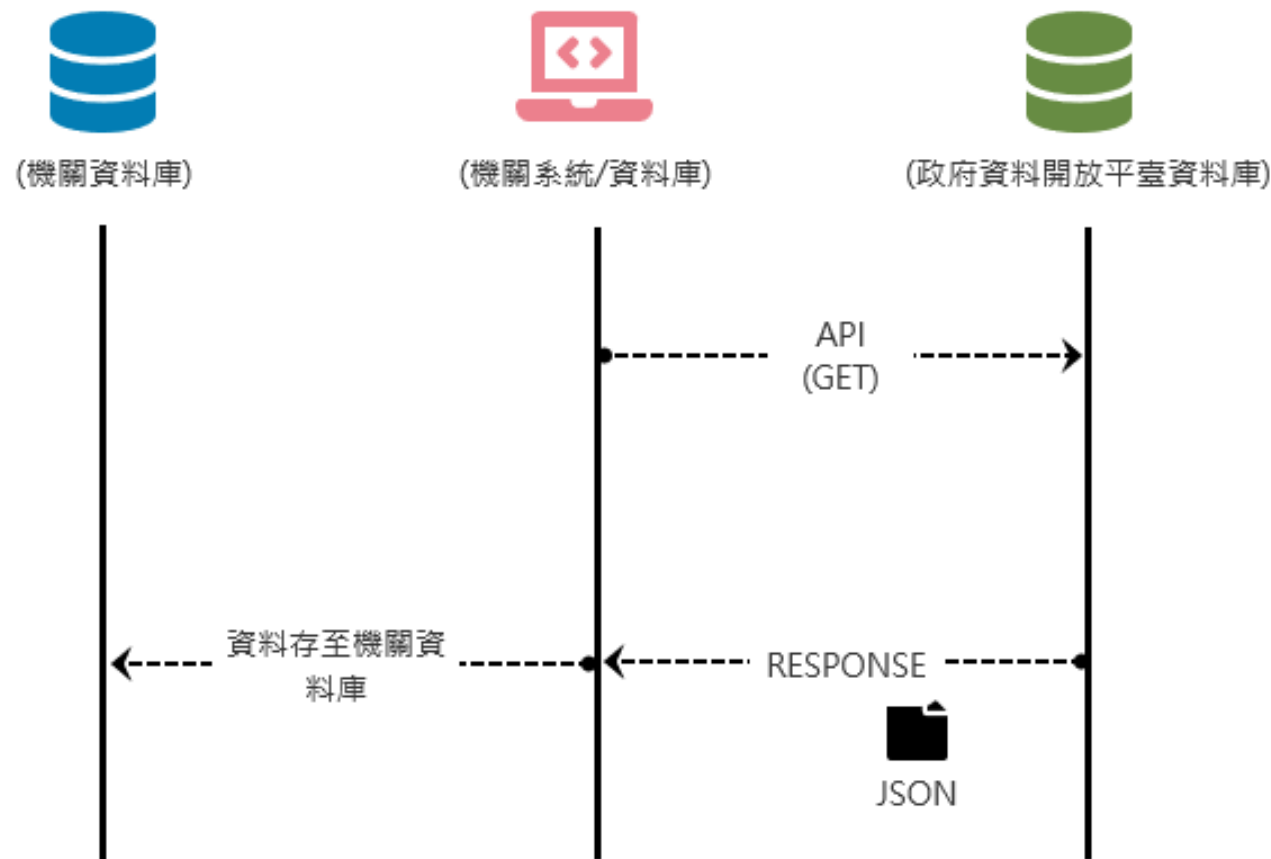 (機關資料庫)
(機關系統/資料庫)
(政府資料開放平臺資料庫)
API
(GET)
資料存至機關資
料庫
RESPONSE
JSON